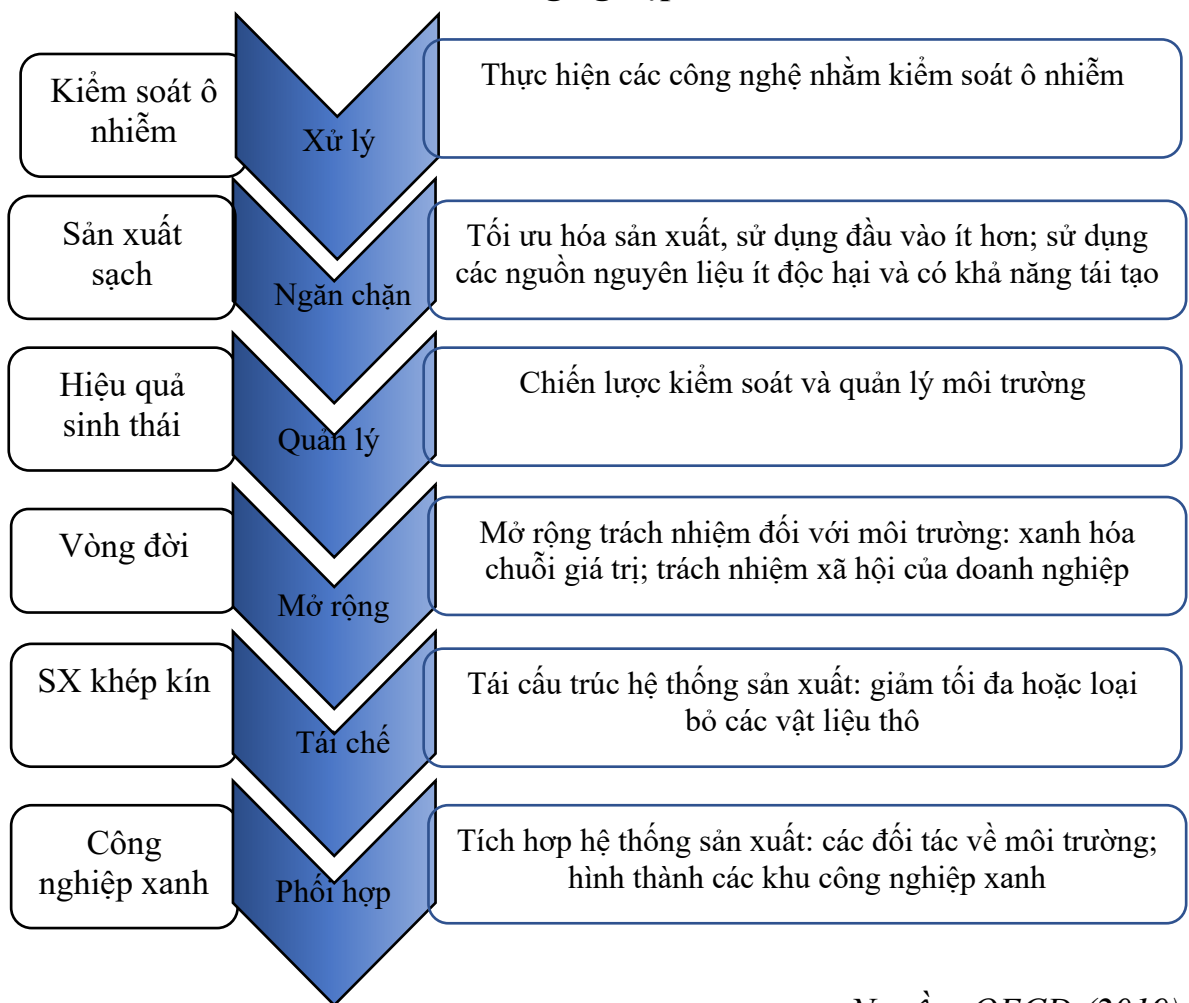 Kiểm soát ô
nhiễm
Xử lý
Thực hiện các công nghệ nhằm kiểm soát ô nhiễm
Sản xuất
sạch
Ngăn chặn
Tối ưu hóa sản xuất, sử dụng đầu vào ít hơn; sử dụng
các nguồn nguyên liệu ít độc hại và có khả năng tái tạo
Hiệu quả
sinh thái
Quản lý
Chiến lược kiểm soát và quản lý môi trường
Vòng đời
Mở rộng
Mở rộng trách nhiệm đối với môi trường: xanh hóa
chuỗi giá trị; trách nhiệm xã hội của doanh nghiệp
SX khép kín
Tái chế
Tái cấu trúc hệ thống sản xuất: giảm tối đa hoặc loại
bỏ các vật liệu thô
Công
nghiệp xanh
Phối hợp
Tích hơp hệ thống sản xuất: các đối tác về môi trường;
hình thành các khu công nghiệp xanh